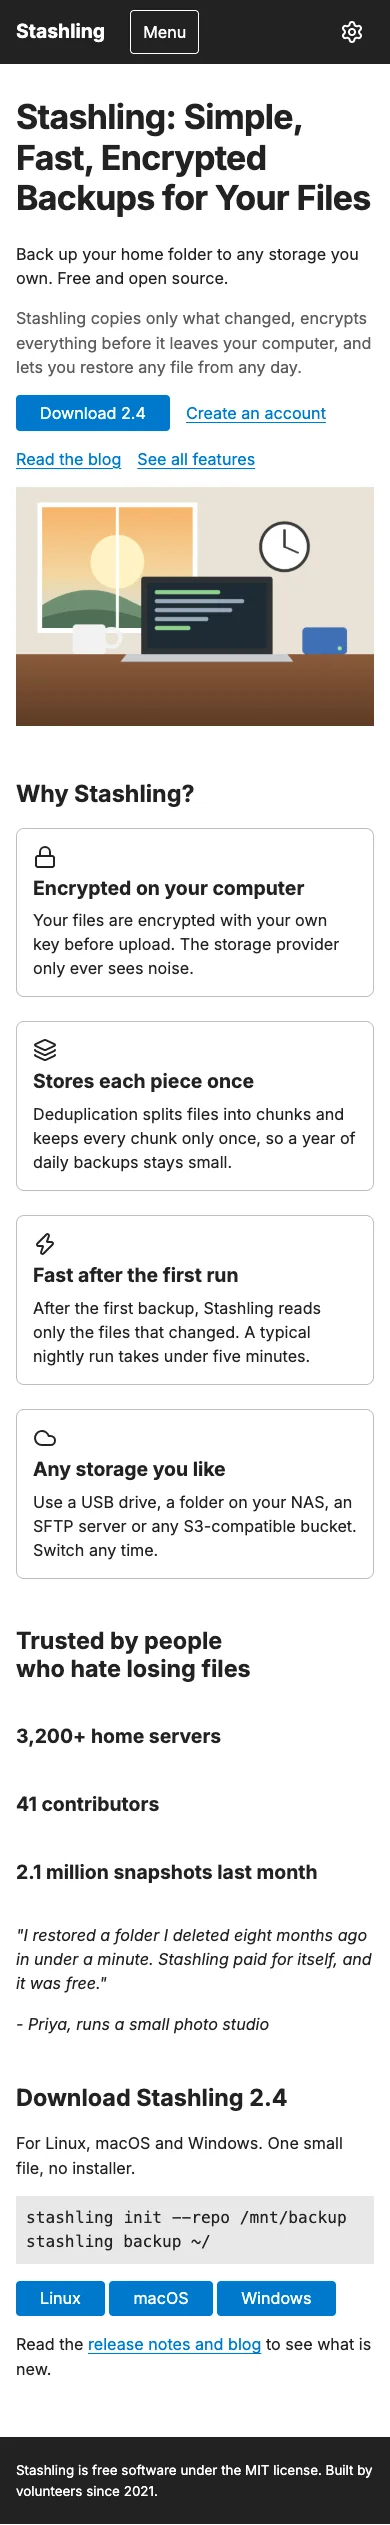 Stashling
Menu
Stashling: Simple,
Fast, Encrypted
Backups for Your Files
Back up your home folder to any storage you
own. Free and open source.
Stashling copies only what changed, encrypts
everything before it leaves your computer, and
lets you restore any file from any day.
Download 2.4
Create an account
Read the blog
See all features
Why Stashling?
Encrypted on your computer
Your files are encrypted with your own
key before upload. The storage provider
only ever sees noise.
Stores each piece once
Deduplication splits files into chunks and
keeps every chunk only once, so a year of
daily backups stays small.
Fast after the first run
After the first backup, Stashling reads
only the files that changed. A typical
nightly run takes under five minutes.
Any storage you like
Use a USB drive, a folder on your NAS, an
SFTP server or any S3-compatible bucket.
Switch any time.
Trusted by people
who hate losing files
3,200+ home servers
41 contributors
2.1 million snapshots last month
"I restored a folder I deleted eight months ago
in under a minute. Stashling paid for itself, and
it was free."
- Priya, runs a small photo studio
Download Stashling 2.4
For Linux, macOS and Windows. One small
file, no installer.
stashling init --repo /mnt/backup
stashling backup ~/
Linux
macOS
Windows
Read the release notes and blog to see what is
new.
Stashling is free software under the MIT license. Built by
volunteers since 2021.